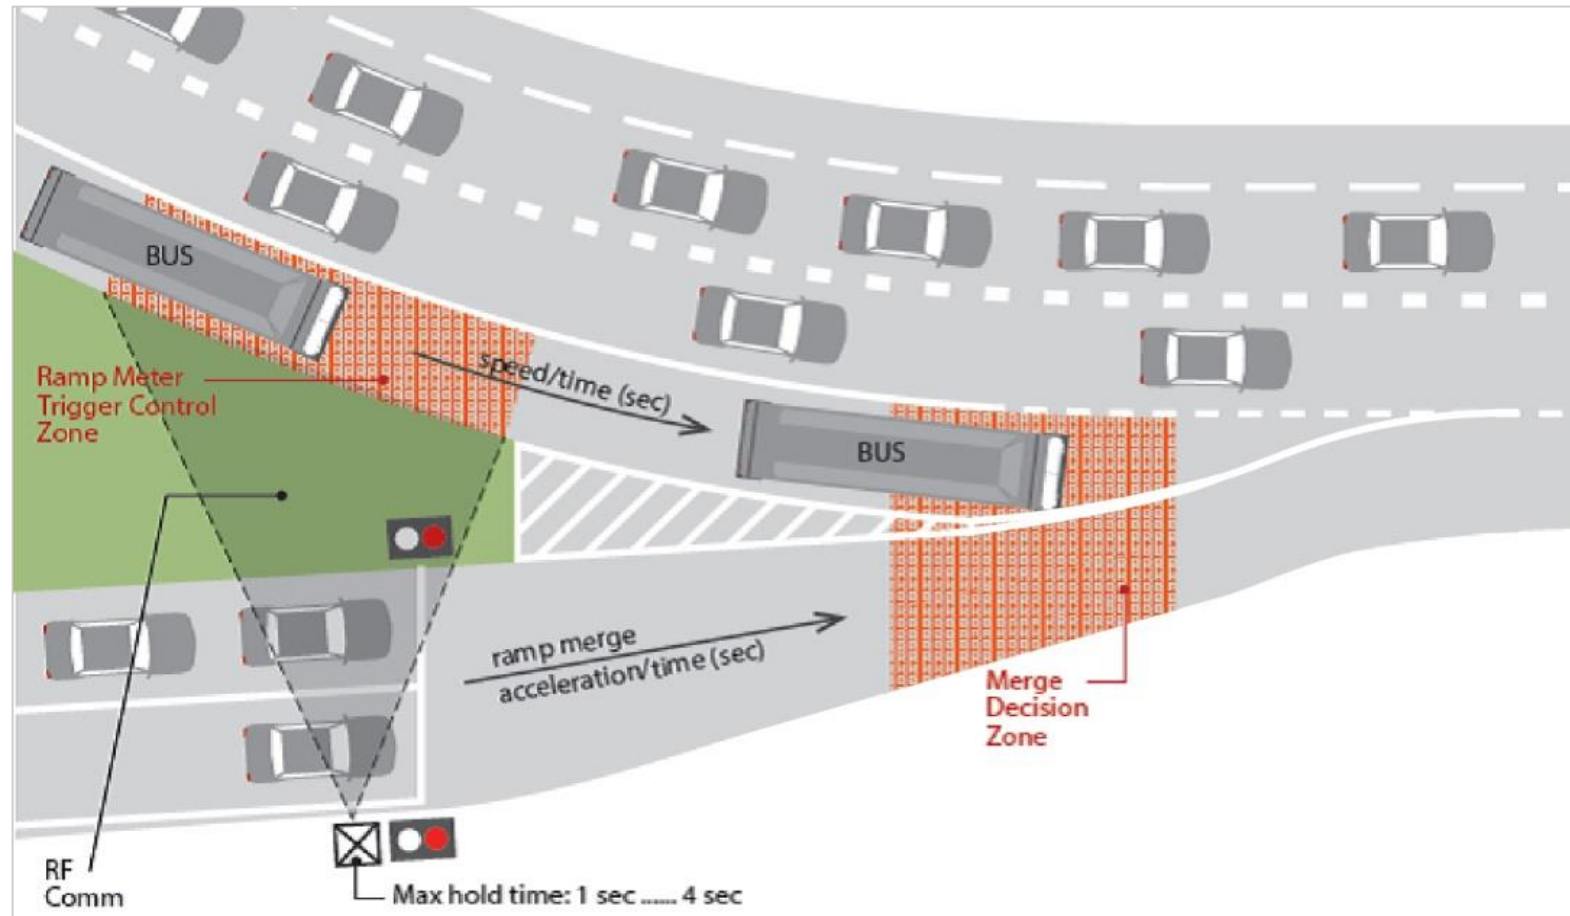 BUS
Ramp Meter
Trigger Control
Zone
speed/time (sec)
BUS
ramp merge
acceleration/time (sec)
Merge
Decision
Zone
RF
Comm
Max hold time: 1 sec ...... 4 sec